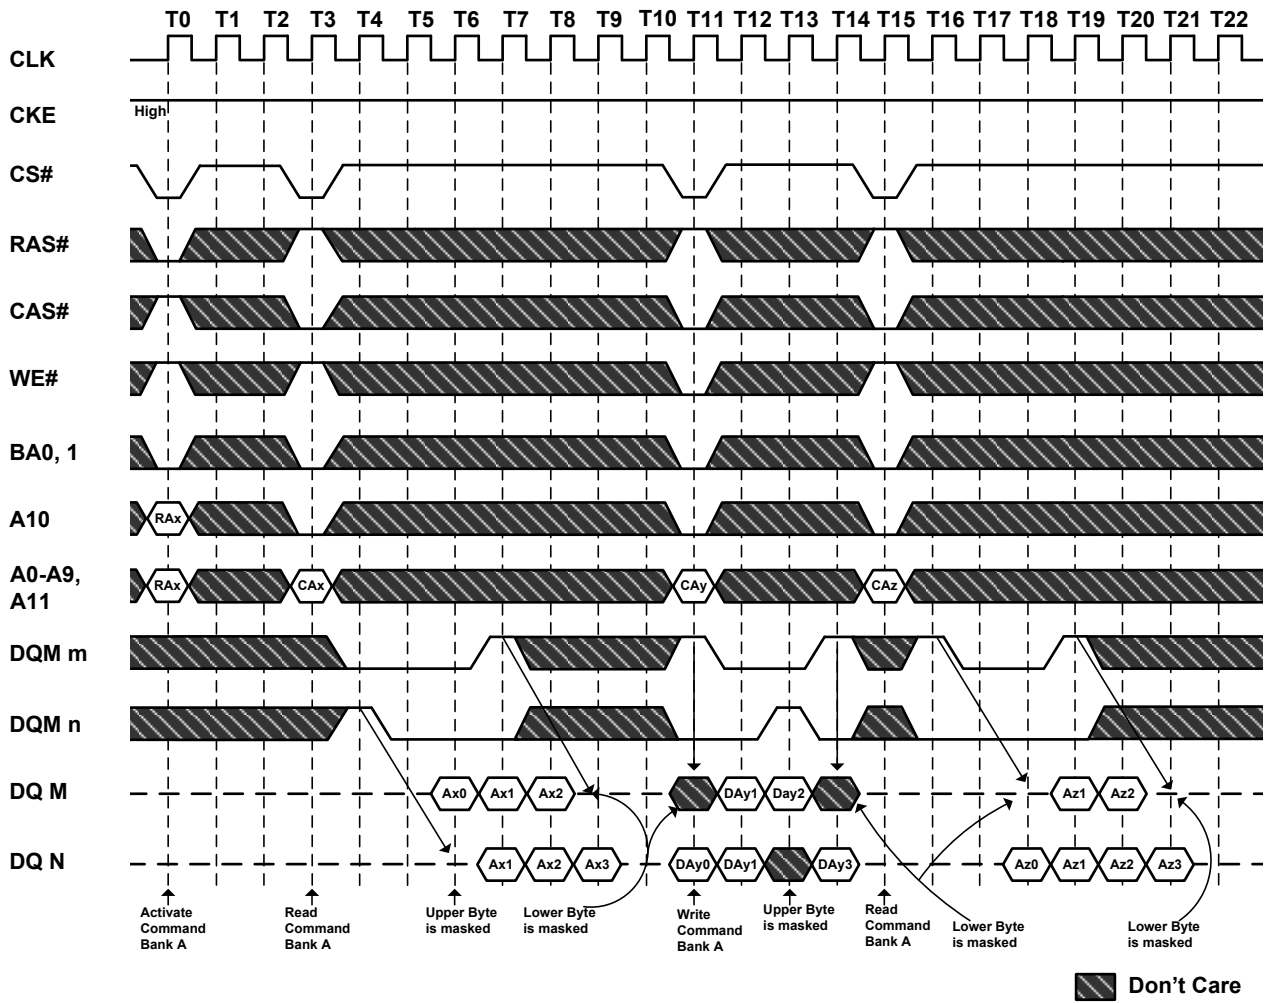 T0 T1 T2 T3 T4 T5 T6 T7 T8 T9 T10 T11 T12 T13 T14 T15 T16 T17 T18 T19 T20 T21 T22
CLK
CKE
High
CS#
RAS#
CAS#
WE#
BA0, 1
A10
RAx
A0-A9,
A11
RAx CAx CAy CAz
DQM m
DQM n
DQ M
Ax0 Ax1 Ax2 DAy1 Day2 Az1 Az2
DQ N
Ax1 Ax2 Ax3 DAy0 DAy1 DAy3 Az0 Az1 Az2 Az3
Activate
Command
Bank A
Read
Command
Bank A
Upper Byte
is masked
Lower Byte
is masked
Write
Command
Bank A
Upper Byte
is masked
Read
Command
Bank A
Lower Byte
is masked
Lower Byte
is masked
Don't Care